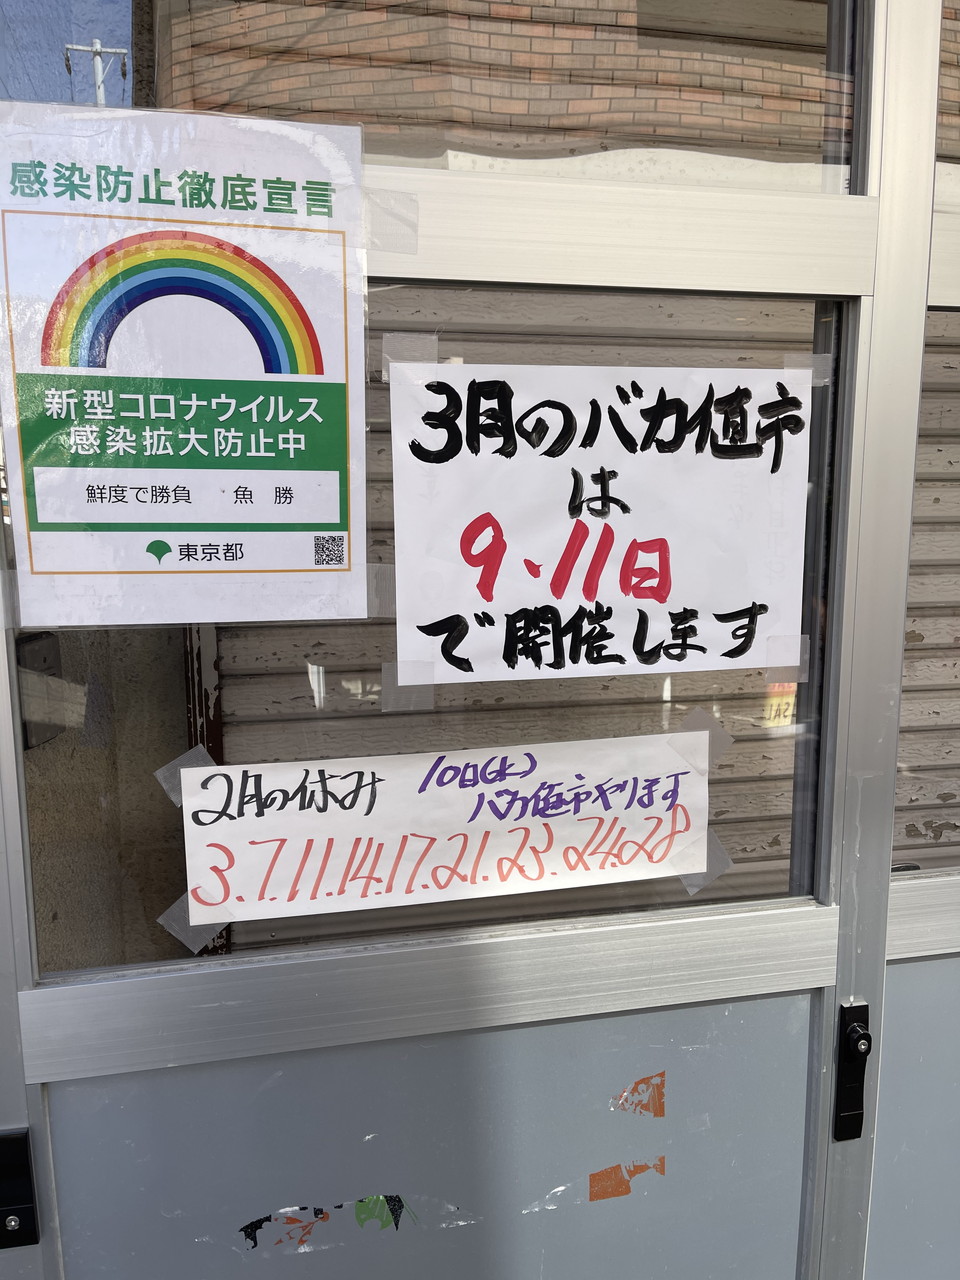 感染防止徹底宣言
新型コロナウイルス
感染拡大防止中
鮮度で勝負 魚勝
東京都
3月のバカ値市
は
9、11日
で開催します
2月の休み
10日(木)
バカ値市やります
3.7.11.14.17.21.23.24.28